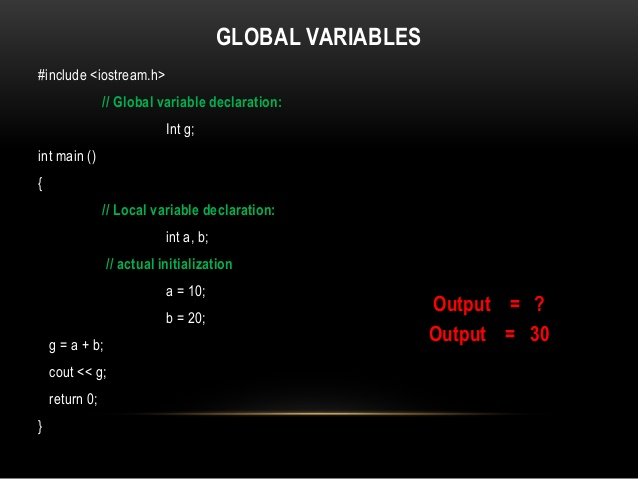 GLOBAL VARIABLES
#include <iostream.h>
// Global variable declaration:
Int g;
int main ()
{
// Local variable declaration:
int a, b;
// actual initialization
a = 10;
b = 20;
g = a + b;
cout << g;
return 0;
}
Output = ?
Output = 30